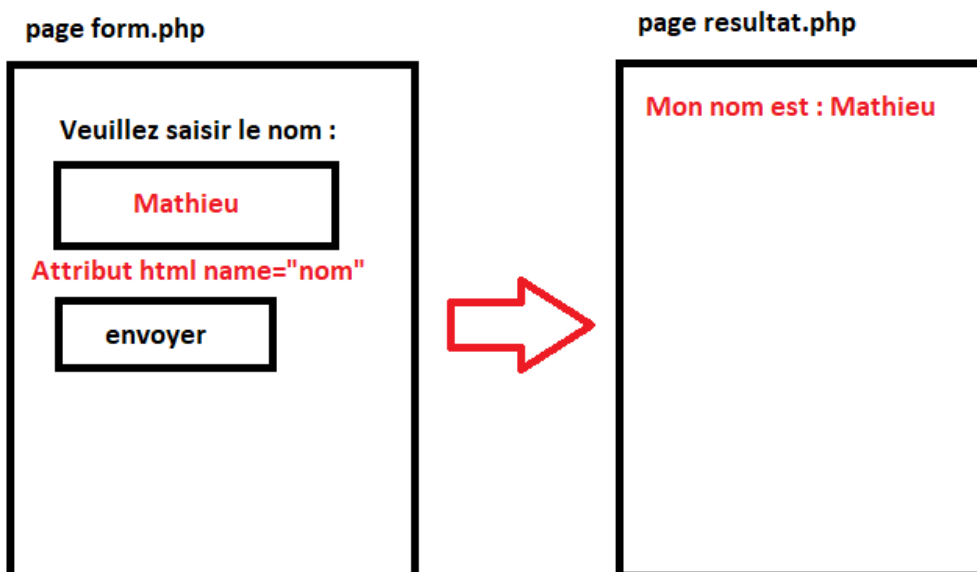 page form.php
Veuillez saisir le nom :
Mathieu
Attribut html name="nom"
envoyer
page resultat.php
Mon nom est : Mathieu